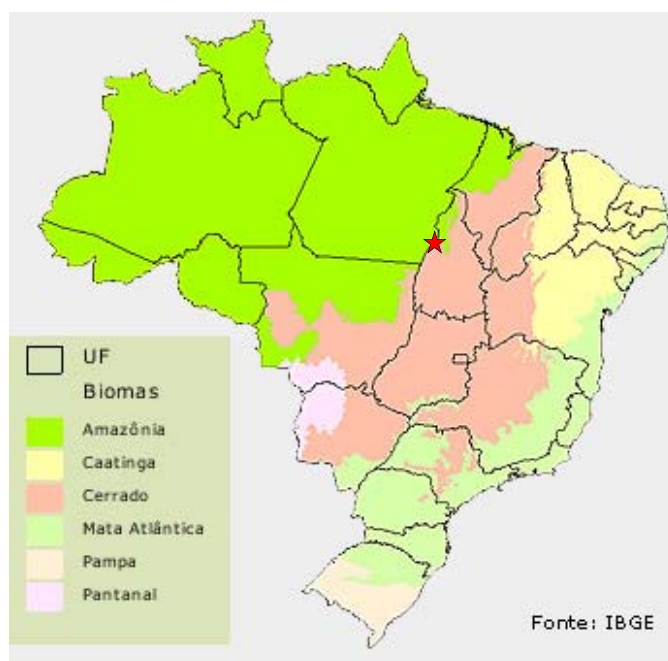 UF
Biomas
Amazônia
Caatinga
Cerrado
Mata Atlântica
Pampa
Pantanal
Fonte: IBGE